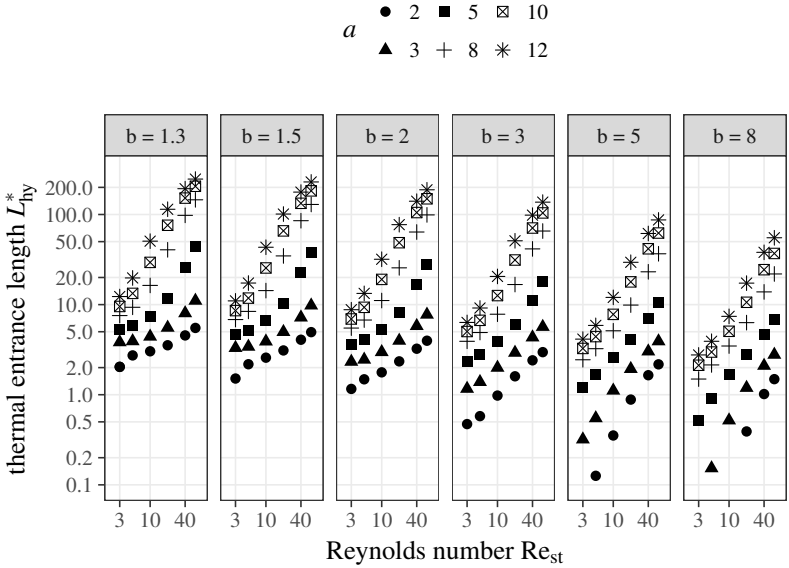 a 2 5 10
3 8 12
b = 1.3 b = 1.5 b = 2 b = 3 b = 5 b = 8
thermal entrance length L*hy
200.0
100.0
50.0
20.0
10.0
5.0
2.0
1.0
0.5
0.2
0.1
3 10 40 3 10 40 3 10 40 3 10 40 3 10 40 3 10 40
Reynolds number Rest